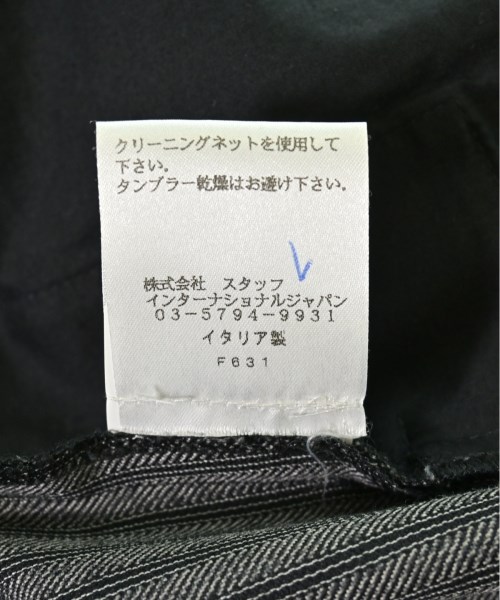 クリーニングネットを使用して
下さい。
タンブラー乾燥はお避け下さい。
株式会社 スタッフ
インターナショナルジャパン
03-5794-9931
イタリア製
F631